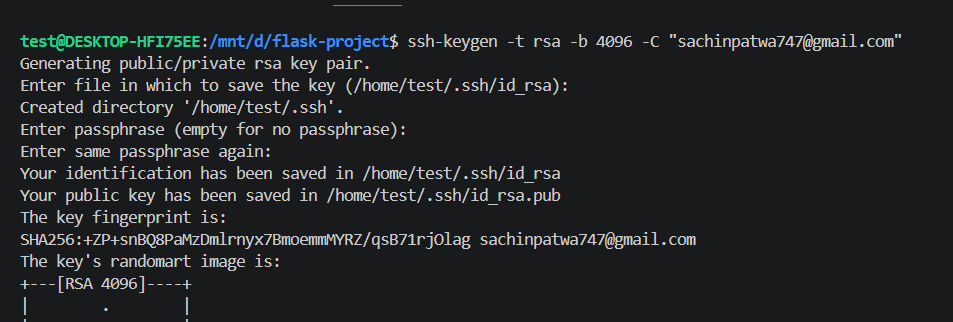 test@DESKTOP-HFI75EE:/mnt/d/flask-project$ ssh-keygen -t rsa -b 4096 -C "sachinpatwa747@gmail.com"
Generating public/private rsa key pair.
Enter file in which to save the key (/home/test/.ssh/id_rsa):
Created directory '/home/test/.ssh'.
Enter passphrase (empty for no passphrase):
Enter same passphrase again:
Your identification has been saved in /home/test/.ssh/id_rsa
Your public key has been saved in /home/test/.ssh/id_rsa.pub
The key fingerprint is:
SHA256:+ZP+snBQ8PaMzDmlrnyx7BmoemmMYRZ/qsB71rjOlag sachinpatwa747@gmail.com
The key's randomart image is:
+---[RSA 4096]----+
|        .        |